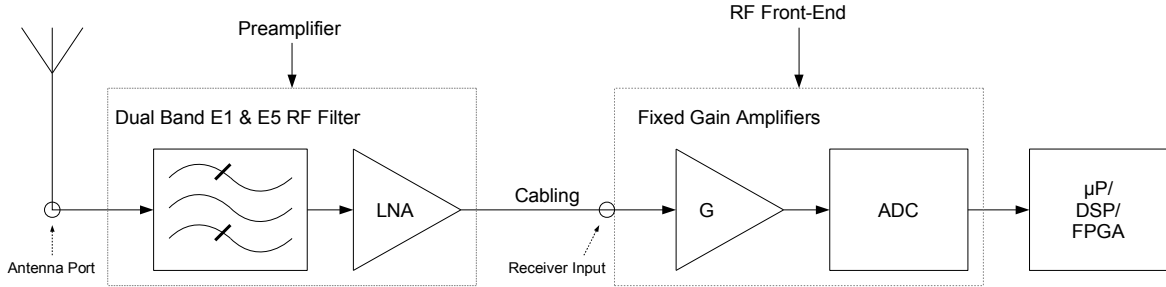 RF Front-End
Preamplifier
Dual Band E1 & E5 RF Filter
Fixed Gain Amplifiers
LNA
Cabling
G
ADC
µP/
DSP/
FPGA
Antenna Port
Receiver Input